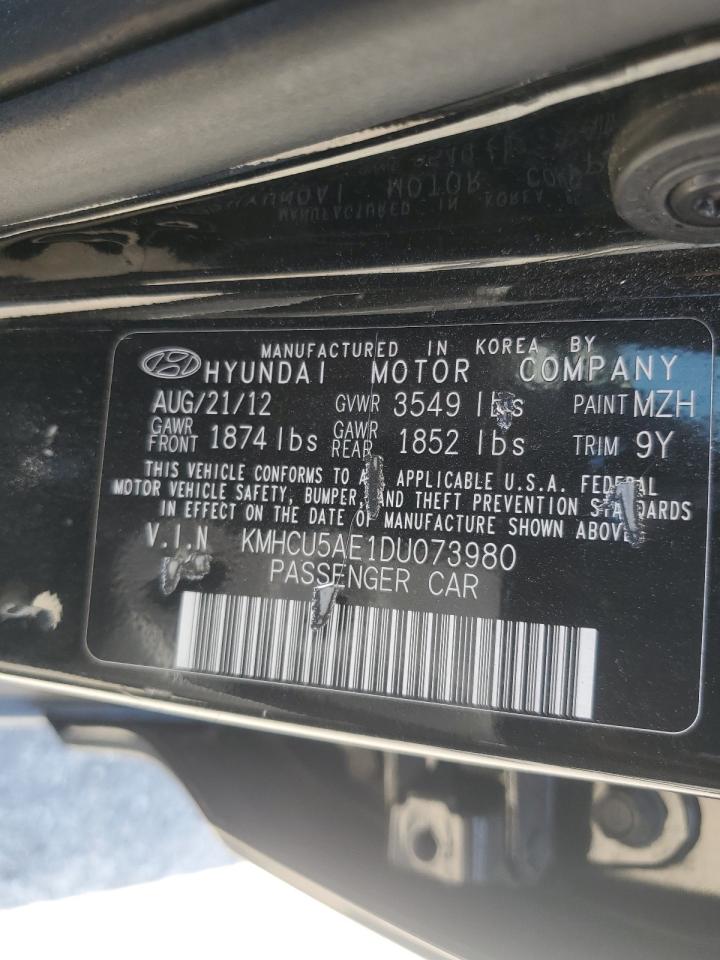 MANUFACTURED IN KOREA BY
HYUNDAI MOTOR COMPANY
AUG/21/12 GVWR 3549 lbs PAINT MZH
GAWR FRONT 1874 lbs GAWR REAR 1852 lbs TRIM 9Y
THIS VEHICLE CONFORMS TO ALL APPLICABLE U.S.A. FEDERAL
MOTOR VEHICLE SAFETY, BUMPER, AND THEFT PREVENTION STANDARDS
IN EFFECT ON THE DATE OF MANUFACTURE SHOWN ABOVE
V.I.N KMHCU5AE1DU073980
PASSENGER CAR